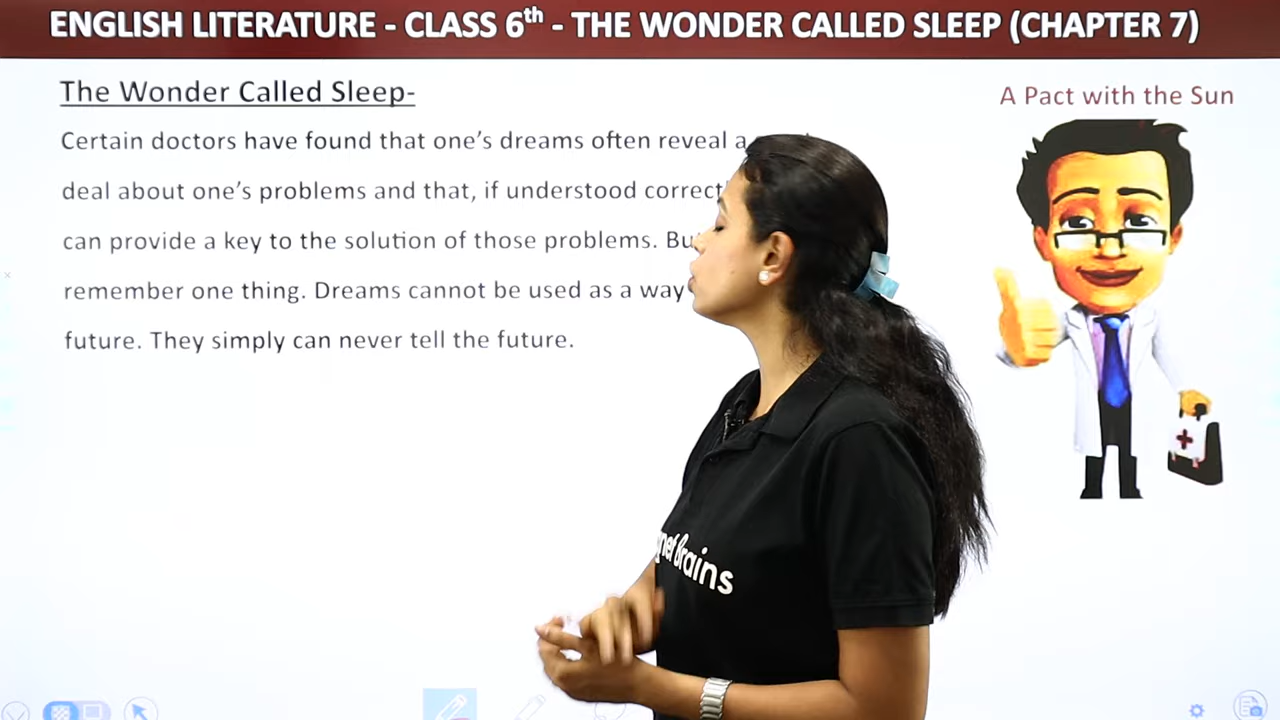 ENGLISH LITERATURE - CLASS 6th - THE WONDER CALLED SLEEP (CHAPTER 7)
The Wonder Called Sleep-
A Pact with the Sun
Certain doctors have found that one's dreams often reveal a
deal about one's problems and that, if understood
can provide a key to the solution of those problems.
remember one thing. Dreams cannot be used as a way
future. They simply can never tell the future.
Brains